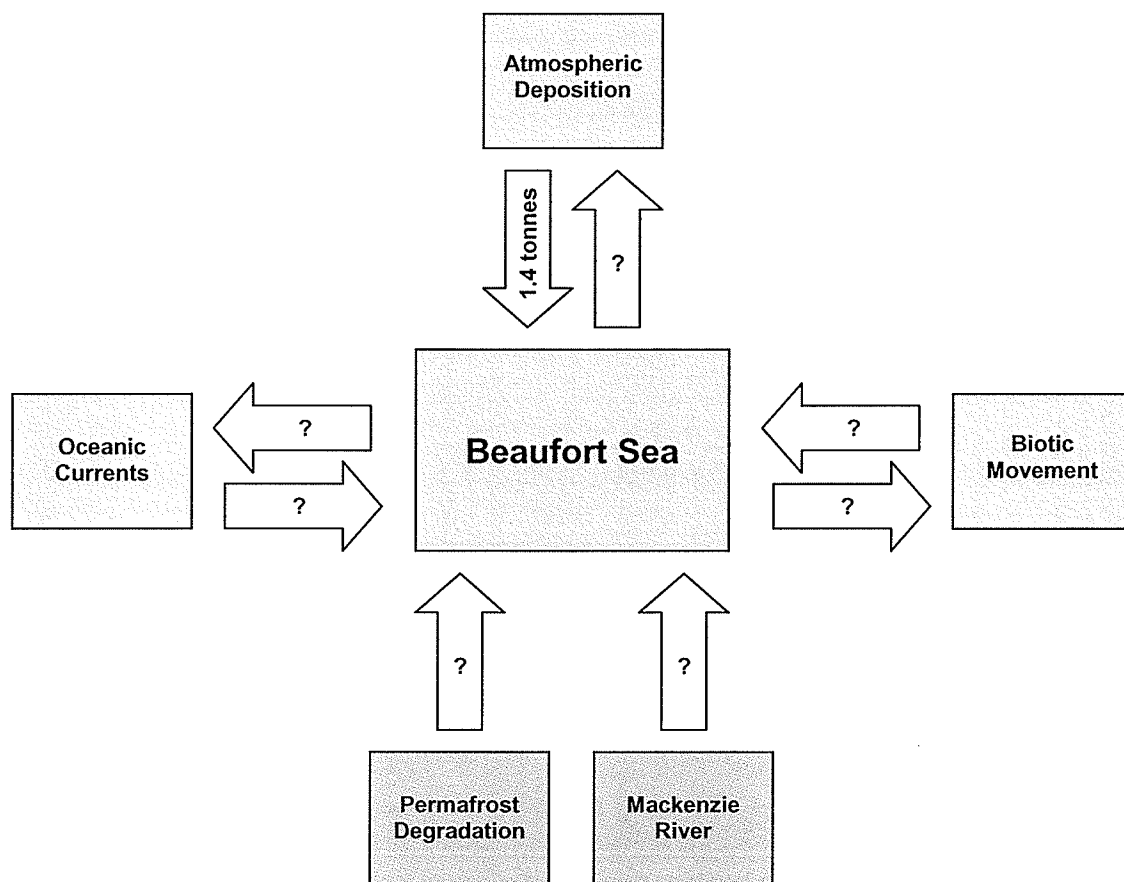 Atmospheric
Deposition
1.4 tonnes
?
Oceanic
Currents
?
?
Beaufort Sea
?
?
Biotic
Movement
?
?
Permafrost
Degradation
Mackenzie
River